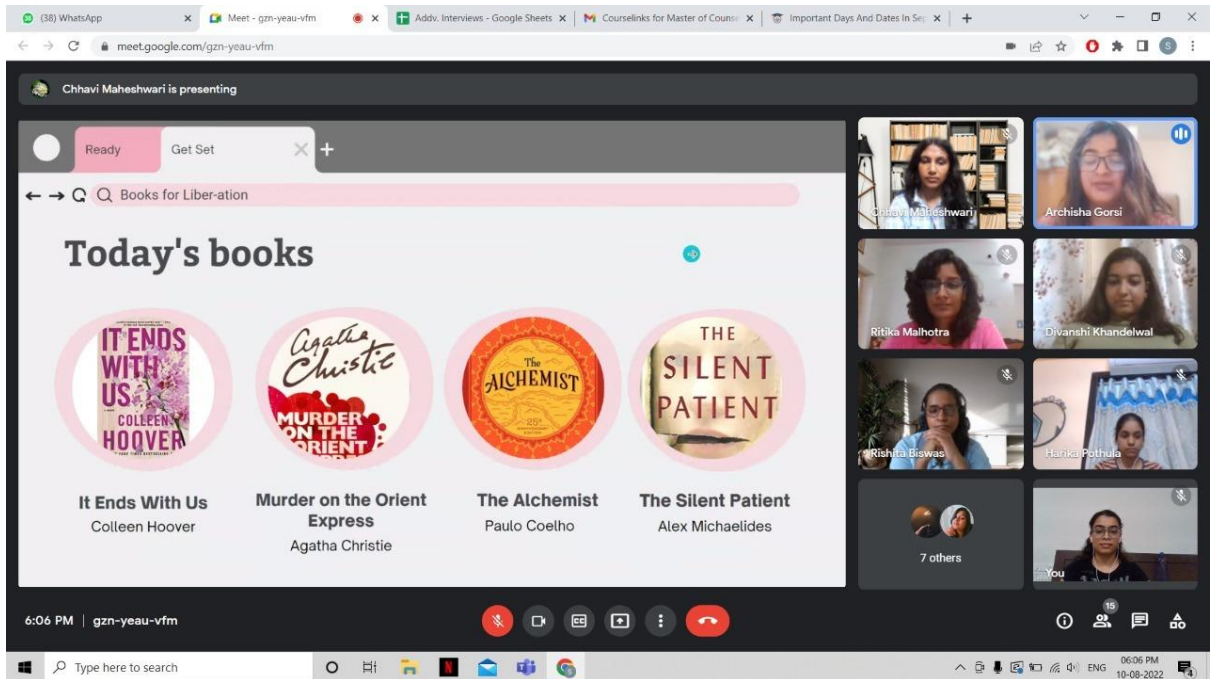 (38) WhatsApp
Meet - gzn-yeau-vfm
Addv. Interviews - Google Sheets
Courselinks for Master of Counse
Important Days And Dates In Sep
meet.google.com/gzn-yeau-vfm
S
Chhavi Maheshwari is presenting
Ready
Get Set
Books for Liber-ation
Today's books
IT ENDS
WITH
US
COLLEEN
HOOVER
Agatha
Christie
MURDER
ON THE
ORIENT
The
ALCHEMIST
25th
THE
SILENT
PATIENT
It Ends With Us
Colleen Hoover
Murder on the Orient
Express
Agatha Christie
The Alchemist
Paulo Coelho
The Silent Patient
Alex Michaelides
Chhavi Maheshwari
Archisha Gorsi
Ritika Malhotra
Divanshi Khandelwal
Rishita Biswas
Harika Pothula
7 others
You
6:06 PM | gzn-yeau-vfm
15
Type here to search
ENG
06:06 PM
10-08-2022